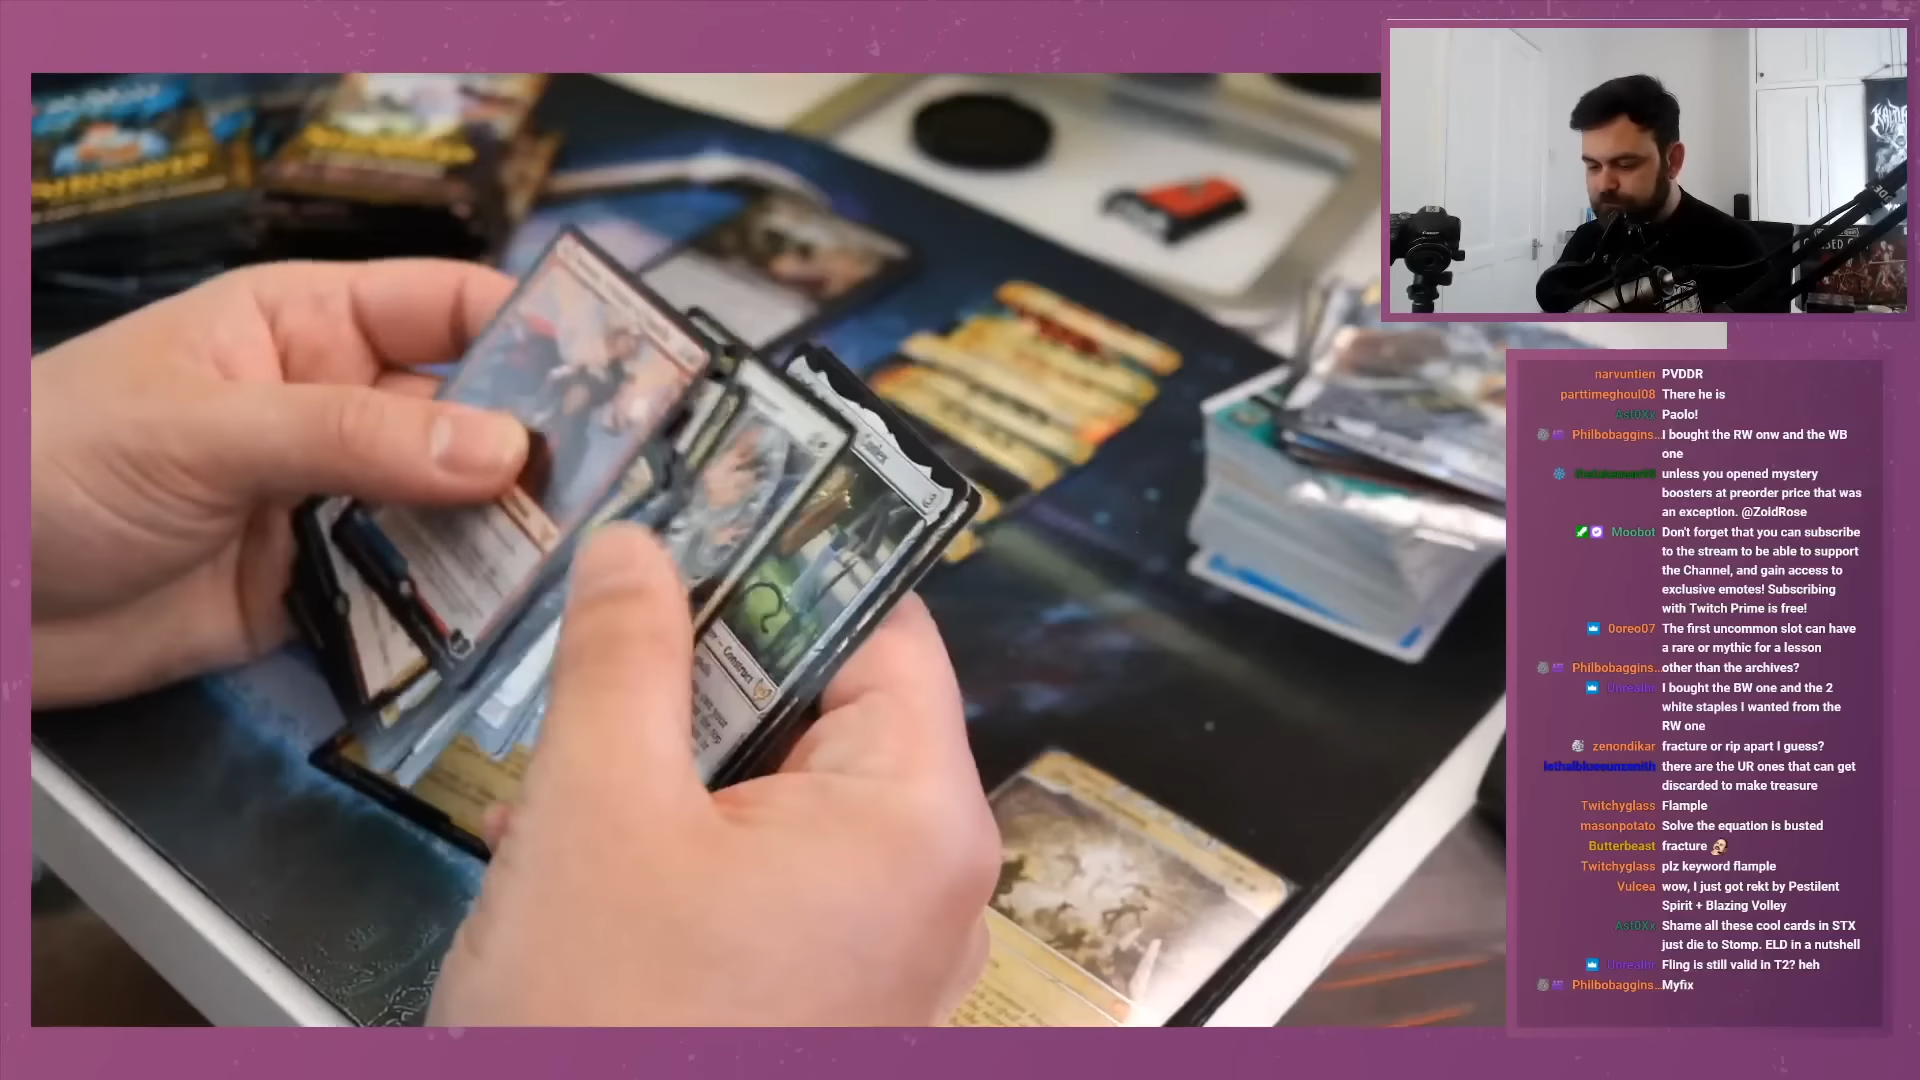 narvuntien PVDDR
parttimeghoul08 There he is
Ast0Xx Paolo!
Philbobaggins... I bought the RW onw and the WB
one
unless you opened mystery
boosters at preorder price that was
an exception. @ZoidRose
Moobot Don't forget that you can subscribe
to the stream to be able to support
the Channel, and gain access to
exclusive emotes! Subscribing
with Twitch Prime is free!
0oreo07 The first uncommon slot can have
a rare or mythic for a lesson
Philbobaggins... other than the archives?
I bought the BW one and the 2
white staples I wanted from the
RW one
zenondikar fracture or rip apart I guess?
there are the UR ones that can get
discarded to make treasure
Twitchyglass Flample
masonpotato Solve the equation is busted
Butterbeast fracture
Twitchyglass plz keyword flample
Vulcea wow, I just got rekt by Pestilent
Spirit + Blazing Volley
Ast0Xx Shame all these cool cards in STX
just die to Stomp. ELD in a nutshell
Fling is still valid in T2? heh
Philbobaggins... Myfix
Codex
Construct